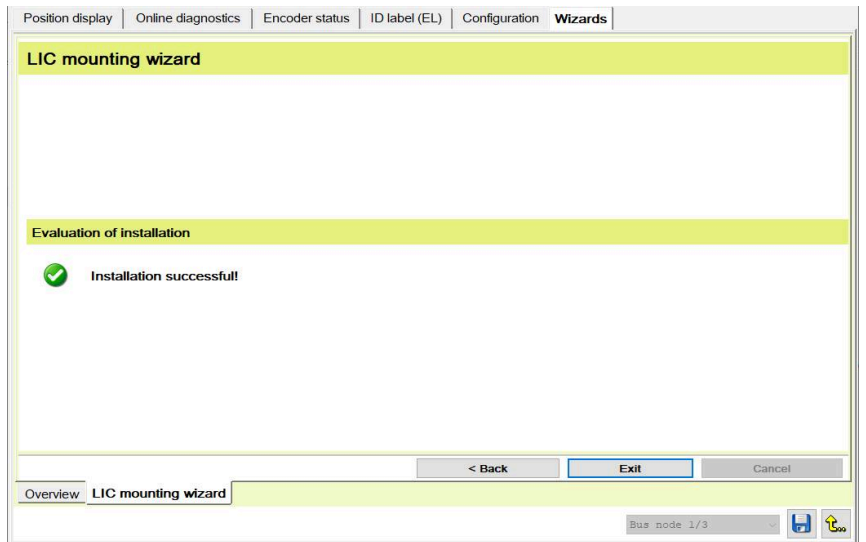 Position display Online diagnostics Encoder status ID label (EL) Configuration Wizards
LIC mounting wizard
Evaluation of installation
Installation successful!
< Back Exit Cancel
Overview LIC mounting wizard
Bus node 1/3